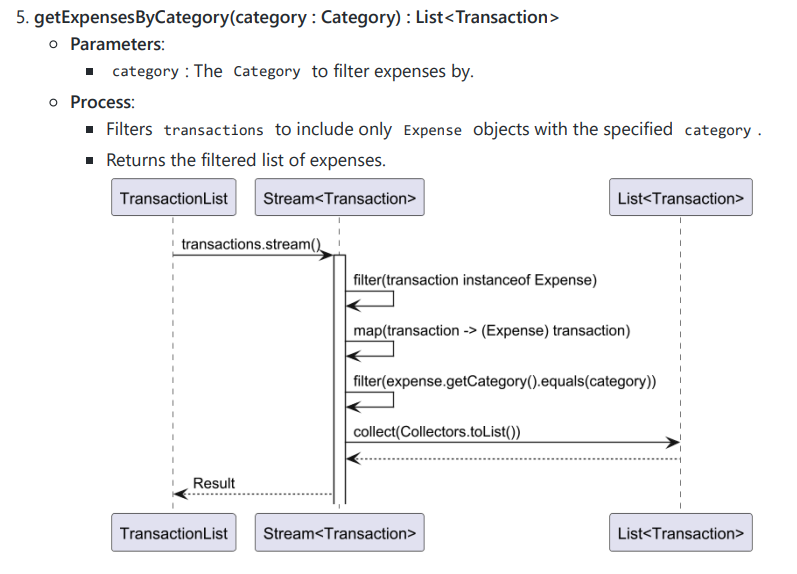 5. getExpensesByCategory(category : Category) : List<Transaction>
Parameters:
category : The Category to filter expenses by.
Process:
Filters transactions to include only Expense objects with the specified category .
Returns the filtered list of expenses.
TransactionList Stream<Transaction> List<Transaction>
transactions.stream()
filter(transaction instanceof Expense)
map(transaction -> (Expense) transaction)
filter(expense.getCategory().equals(category))
collect(Collectors.toList())
Result
TransactionList Stream<Transaction> List<Transaction>